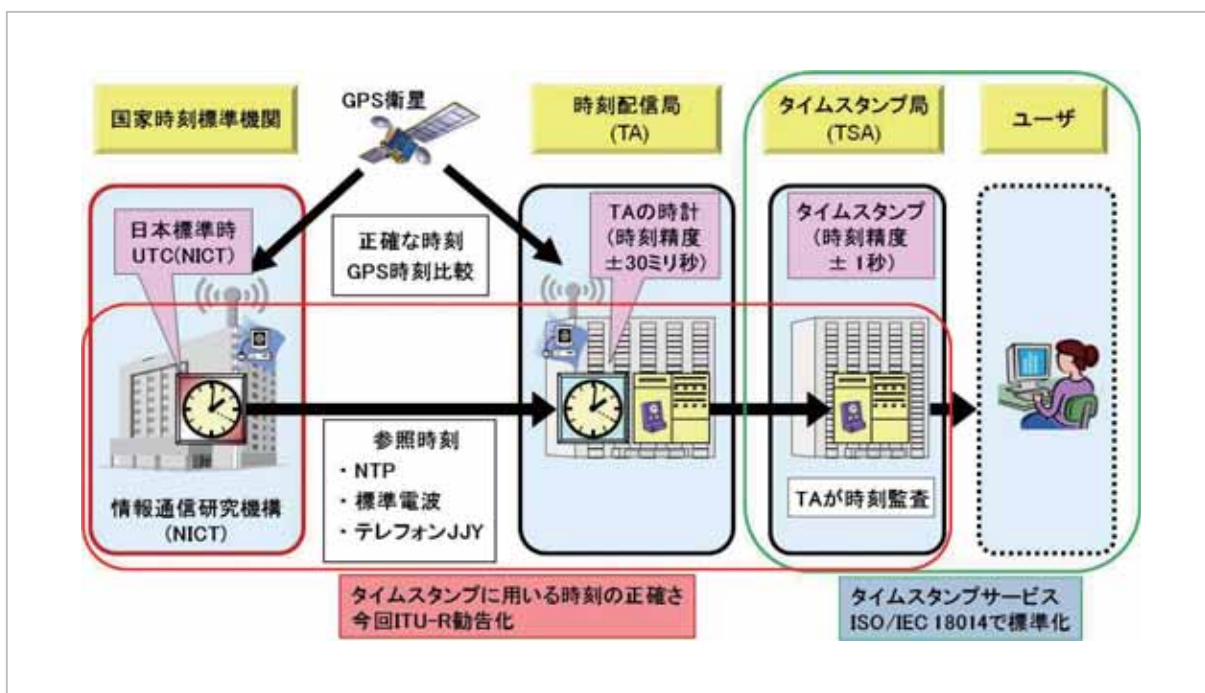 国家時刻標準機関
GPS衛星
時刻配信局
(TA)
タイムスタンプ局
(TSA)
ユーザ
日本標準時
UTC(NICT)
正確な時刻
GPS時刻比較
TAの時計
(時刻精度
±30ミリ秒)
タイムスタンプ
(時刻精度
± 1秒)
参照時刻
・NTP
・標準電波
・テレフォンJJY
情報通信研究機構
(NICT)
TAが時刻監査
タイムスタンプに用いる時刻の正確さ
今回ITU-R勧告化
タイムスタンプサービス
ISO/IEC 18014で標準化